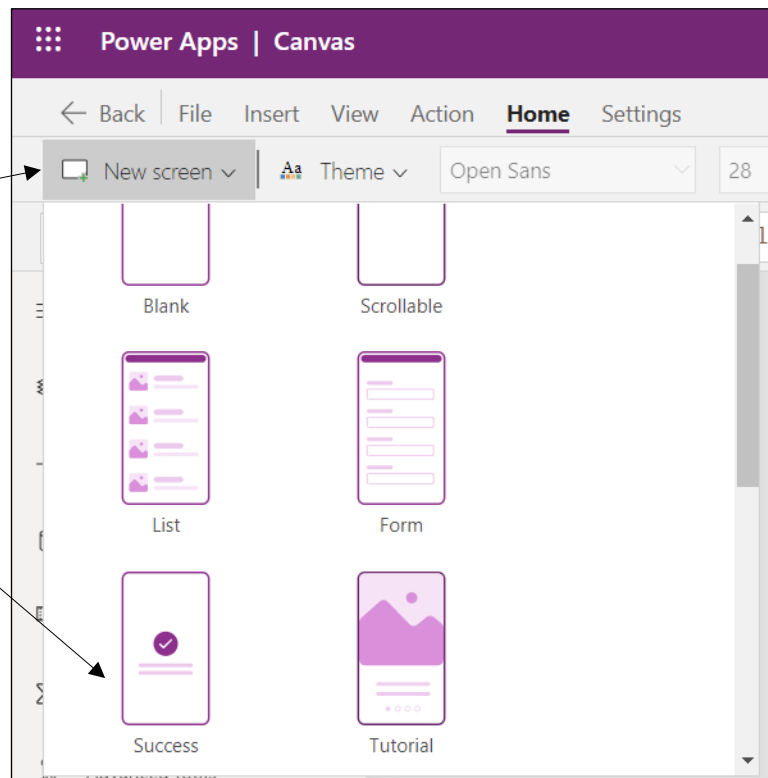 Power Apps | Canvas
Back File Insert View Action Home Settings
New screen Aa Theme Open Sans 28
Blank Scrollable
List Form
Success Tutorial